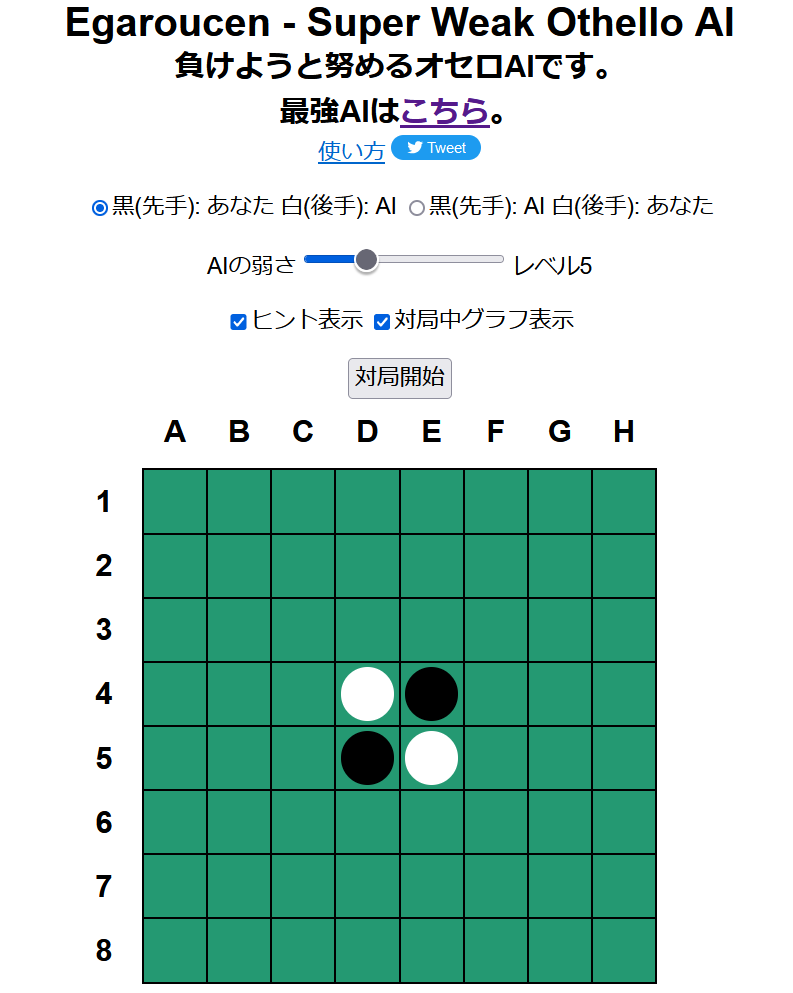 Egaroucen - Super Weak Othello AI
負けようと努めるオセロAIです。
最強AIはこちら。
使い方 Tweet
黒(先手): あなた 白(後手): AI 黒(先手): AI 白(後手): あなた
AIの弱さ レベル5
ヒント表示 対局中グラフ表示
対局開始
A B C D E F G H
1
2
3
4
5
6
7
8